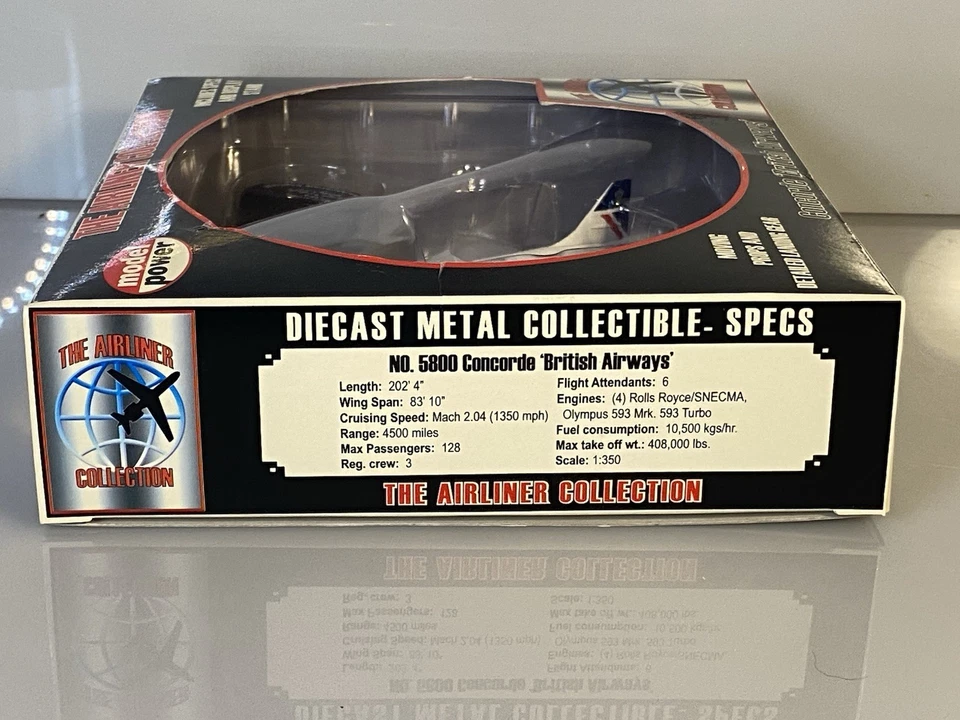 THE AIRLINER COLLECTION
model
power
MOVING
PROPS AND
DETAILED LANDING GEAR
Concorde 'British Airways'
THE AIRLINER
COLLECTION
DIECAST METAL COLLECTIBLE- SPECS
NO. 5800 Concorde 'British Airways'
Length: 202' 4"
Wing Span: 83' 10"
Cruising Speed: Mach 2.04 (1350 mph)
Range: 4500 miles
Max Passengers: 128
Reg. crew: 3
Flight Attendants: 6
Engines: (4) Rolls Royce/SNECMA,
Olympus 593 Mrk. 593 Turbo
Fuel consumption: 10,500 kgs/hr.
Max take off wt.: 408,000 lbs.
Scale: 1:350
THE AIRLINER COLLECTION